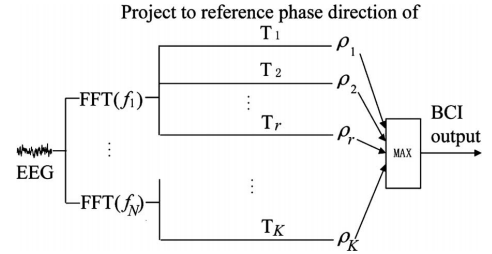 Project to reference phase direction of
T1
ρ1
FFT(f1)
T2
ρ2
⋮
Tr
ρr
BCI
output
MAX
EEG
⋮
⋮
FFT(fN)
TK
ρK